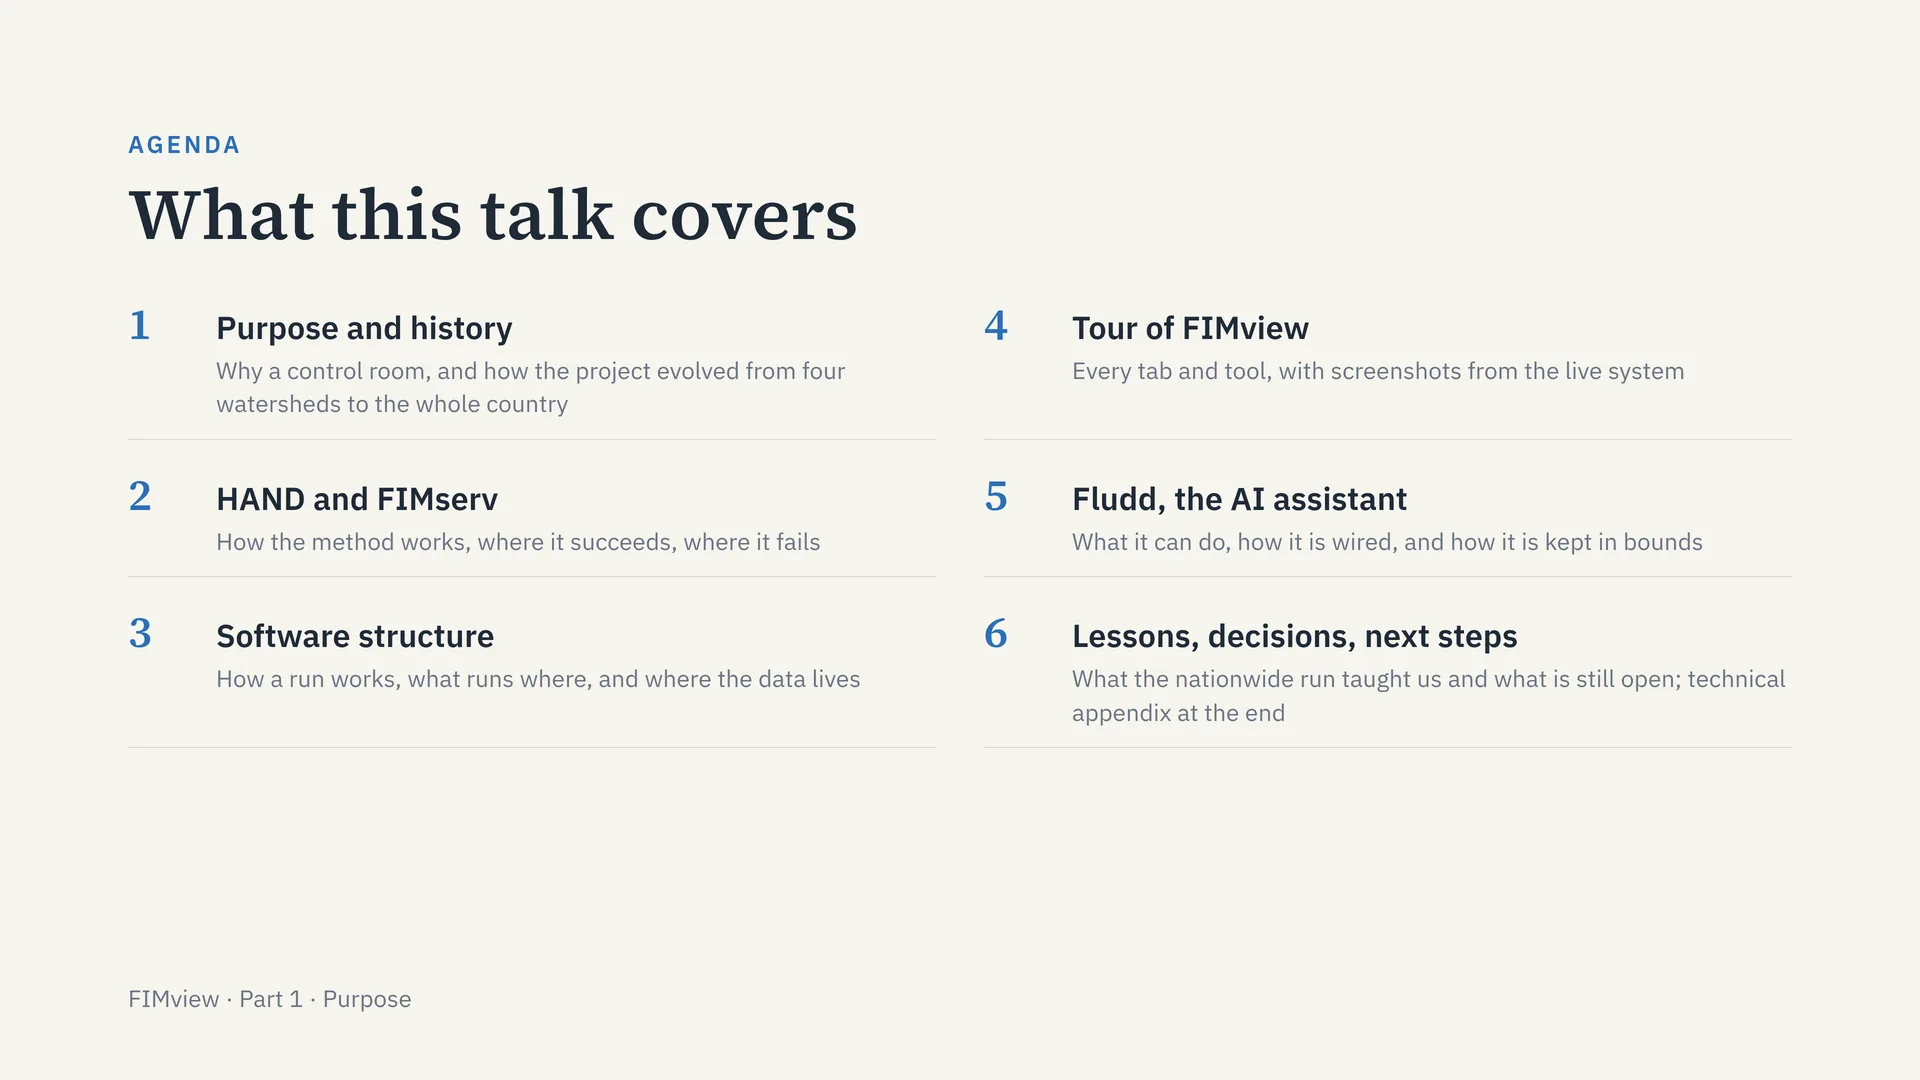 AGENDA
What this talk covers
1
Purpose and history
Why a control room, and how the project evolved from four
watersheds to the whole country
2
HAND and FIMserv
How the method works, where it succeeds, where it fails
3
Software structure
How a run works, what runs where, and where the data lives
4
Tour of FIMview
Every tab and tool, with screenshots from the live system
5
Fludd, the AI assistant
What it can do, how it is wired, and how it is kept in bounds
6
Lessons, decisions, next steps
What the nationwide run taught us and what is still open; technical
appendix at the end
FIMview · Part 1 · Purpose